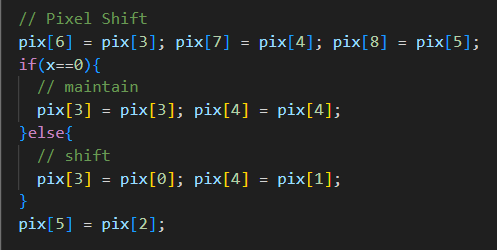 // Pixel Shift
pix[6] = pix[3]; pix[7] = pix[4]; pix[8] = pix[5];
if(x==0){
  // maintain
  pix[3] = pix[3]; pix[4] = pix[4];
}else{
  // shift
  pix[3] = pix[0]; pix[4] = pix[1];
}
pix[5] = pix[2];